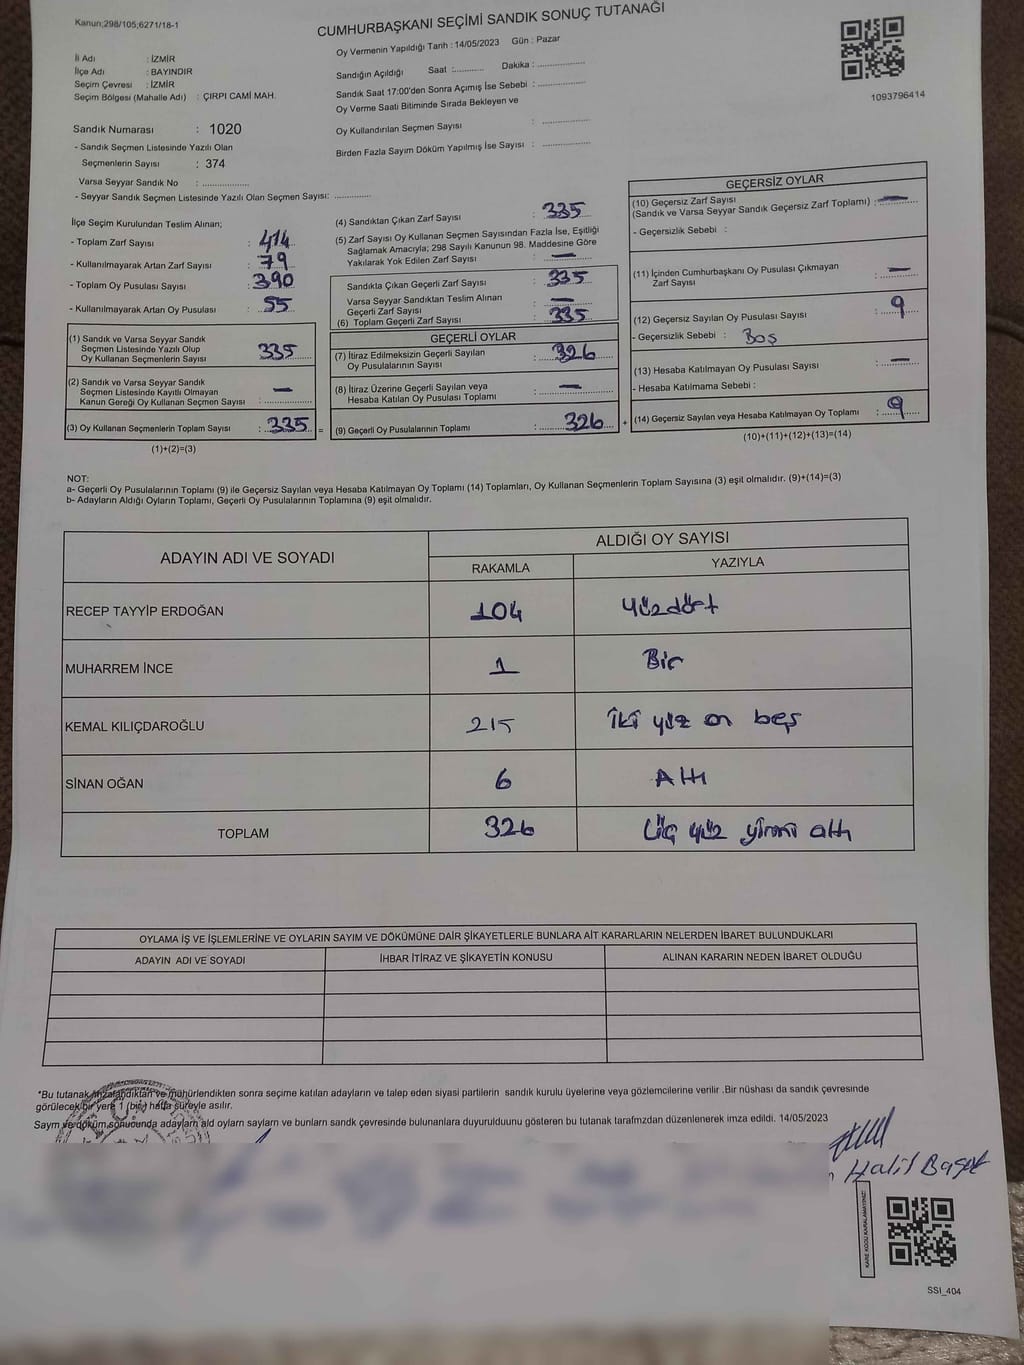 Kanun;298/105;6271/18-1
CUMHURBAŞKANI SEÇİMİ SANDIK SONUÇ TUTANAĞI
Oy Vermenin Yapıldığı Tarih : 14/05/2023 Gün : Pazar
İl Adı : İZMİR
İlçe Adı : BAYINDIR
Seçim Çevresi : İZMİR
Seçim Bölgesi (Mahalle Adı) : ÇIRPI CAMİ MAH.
Sandığın Açıldığı Saat :.......... Dakika : ................
Sandık Saat 17:00'den Sonra Açımış İse Sebebi : ................
Oy Verme Saati Bitiminde Sırada Bekleyen ve
Oy Kullandırılan Seçmen Sayısı : ................
Birden Fazla Sayım Döküm Yapılmış İse Sayısı : ................
1093796414
Sandık Numarası : 1020
- Sandık Seçmen Listesinde Yazılı Olan
Seçmenlerin Sayısı : 374
Varsa Seyyar Sandık No : ................
- Seyyar Sandık Seçmen Listesinde Yazılı Olan Seçmen Sayısı: ............
İlçe Seçim Kurulundan Teslim Alınan;
- Toplam Zarf Sayısı : 414
- Kullanılmayarak Artan Zarf Sayısı : 79
- Toplam Oy Pusulası Sayısı : 390
- Kullanılmayarak Artan Oy Pusulası : 55
(1) Sandık ve Varsa Seyyar Sandık
Seçmen Listesinde Yazılı Olup
Oy Kullanan Seçmenlerin Sayısı : 335
(2) Sandık ve Varsa Seyyar Sandık
Seçmen Listesinde Kayıtlı Olmayan
Kanun Gereği Oy Kullanan Seçmen Sayısı : —
(3) Oy Kullanan Seçmenlerin Toplam Sayısı : 335 =
(1)+(2)=(3)
(4) Sandıktan Çıkan Zarf Sayısı : 335
(5) Zarf Sayısı Oy Kullanan Seçmen Sayısından Fazla İse, Eşitliği
Sağlamak Amacıyla; 298 Sayılı Kanunun 98. Maddesine Göre
Yakılarak Yok Edilen Zarf Sayısı : —
Sandıkla Çıkan Geçerli Zarf Sayısı : 335
Varsa Seyyar Sandıktan Teslim Alınan
Geçerli Zarf Sayısı : —
(6) Toplam Geçerli Zarf Sayısı : 335
GEÇERLİ OYLAR
(7) İtiraz Edilmeksizin Geçerli Sayılan
Oy Pusulalarının Toplamı : 326
(8) İtiraz Üzerine Geçerli Sayılan veya
Hesaba Katılan Oy Pusulası Toplamı : —
(9) Geçerli Oy Pusulalarının Toplamı : 326 +
GEÇERSİZ OYLAR
(10) Geçersiz Zarf Sayısı
(Sandık ve Varsa Seyyar Sandık Geçersiz Zarf Toplamı) : —
- Geçersizlik Sebebi :
(11) İçinden Cumhurbaşkanı Oy Pusulası Çıkmayan
Zarf Sayısı : —
(12) Geçersiz Sayılan Oy Pusulası Sayısı : 9
- Geçersizlik Sebebi : Boş
(13) Hesaba Katılmayan Oy Pusulası Sayısı : —
- Hesaba Katılmama Sebebi :
(14) Geçersiz Sayılan veya Hesaba Katılmayan Oy Toplamı : 9
(10)+(11)+(12)+(13)=(14)
NOT:
a- Geçerli Oy Pusulalarının Toplamı (9) ile Geçersiz Sayılan veya Hesaba Katılmayan Oy Toplamı (14) Toplamları, Oy Kullanan Seçmenlerin Toplam Sayısına (3) eşit olmalıdır. (9)+(14)=(3)
b- Adayların Aldığı Oyların Toplamı, Geçerli Oy Pusulalarının Toplamına (9) eşit olmalıdır.
ADAYIN ADI VE SOYADI ALDIĞI OY SAYISI
RAKAMLA YAZIYLA
RECEP TAYYİP ERDOĞAN 104 Yüzdört
MUHARREM İNCE 1 Bir
KEMAL KILIÇDAROĞLU 215 İki yüz on beş
SİNAN OĞAN 6 Altı
TOPLAM 326 Üç yüz yirmi altı
OYLAMA İŞ VE İŞLEMLERİNE VE OYLARIN SAYIM VE DÖKÜMÜNE DAİR ŞİKAYETLERLE BUNLARA AİT KARARLARIN NELERDEN İBARET BULUNDUKLARI
ADAYIN ADI VE SOYADI İHBAR İTİRAZ VE ŞİKAYETİN KONUSU ALINAN KARARIN NEDEN İBARET OLDUĞU
*Bu tutanak imzalandıktan ve mühürlendikten sonra seçime katılan adayların ve talep eden siyasi partilerin sandık kurulu üyelerine veya gözlemcilerine verilir .Bir nüshası da sandık çevresinde
görülecek bir yere 1 (bir) hafta süreyle asılır.
Saym ve döküm sonucunda adaylarn ald oylarn saylarn ve bunlarn sandk çevresinde bulunanlara duyurulduunu gösteren bu tutanak tarafmzdan düzenlenerek imza edildi. 14/05/2023
Halil
KARE KODU KARALAMAYINIZ!
SSI_404